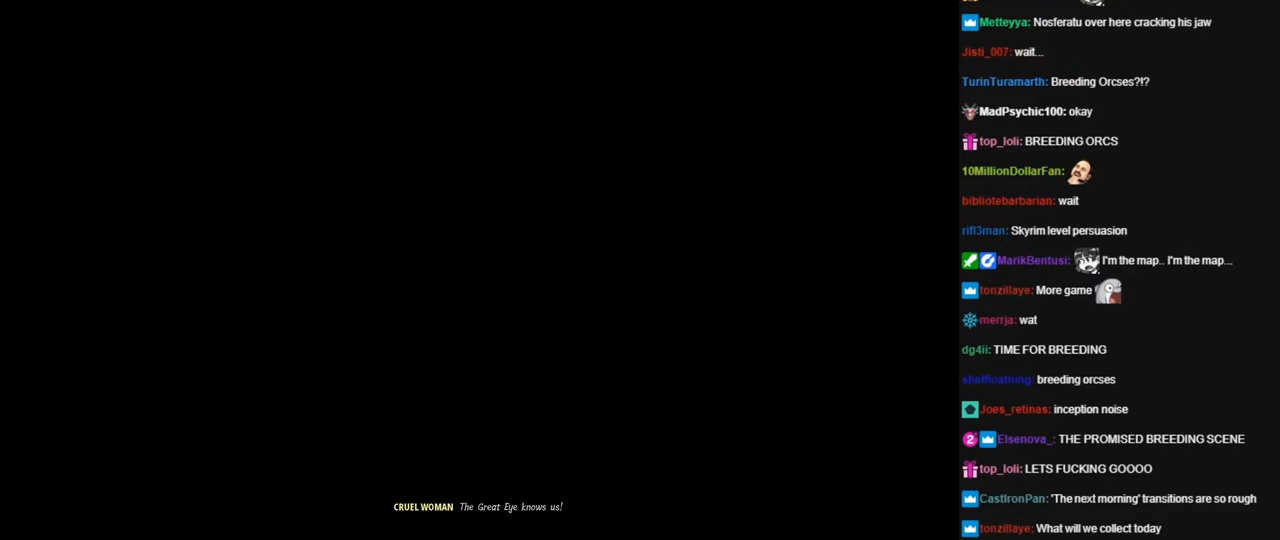 Metteyya: Nosferatu over here cracking his jaw
Jisti_007: wait...
TurinTuramarth: Breeding Orcses?!?
MadPsychic100: okay
top_loli: BREEDING ORCS
10MillionDollarFan:
bibliotebarbarian: wait
rifl3man: Skyrim level persuasion
MarikBentusi: I'm the map.. I'm the map...
tonzillaye: More game
merrja: wat
dg4ii: TIME FOR BREEDING
shelfloathing: breeding orcses
Joes_retinas: inception noise
2 Elsenova_: THE PROMISED BREEDING SCENE
top_loli: LETS FUCKING GOOOO
CastIronPan: 'The next morning' transitions are so rough
tonzillaye: What will we collect today
CRUEL WOMAN The Great Eye knows us!